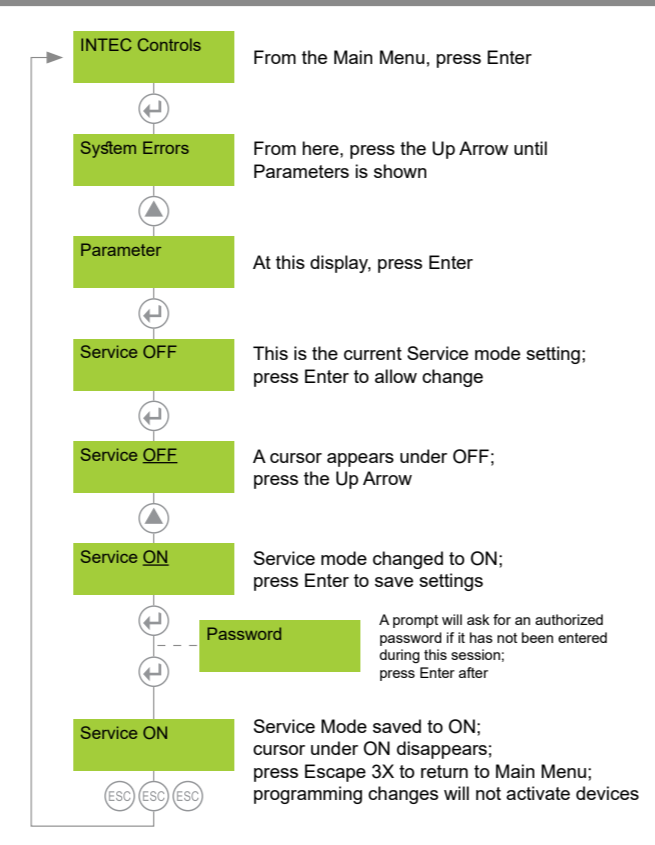 INTEC Controls
From the Main Menu, press Enter
System Errors
From here, press the Up Arrow until
Parameters is shown
Parameter
At this display, press Enter
Service OFF
This is the current Service mode setting;
press Enter to allow change
Service OFF
A cursor appears under OFF;
press the Up Arrow
Service ON
Service mode changed to ON;
press Enter to save settings
Password
A prompt will ask for an authorized
password if it has not been entered
during this session;
press Enter after
Service ON
Service Mode saved to ON;
cursor under ON disappears;
press Escape 3X to return to Main Menu;
programming changes will not activate devices
ESC ESC ESC